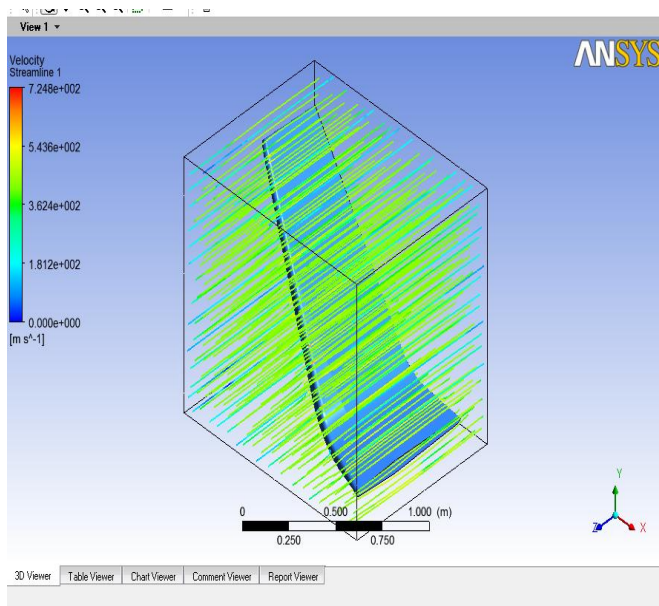 View 1
ANSYS
Velocity
Streamline 1
7.248e+002
5.436e+002
3.624e+002
1.812e+002
0.000e+000
[m s^-1]
0 0.500 1.000 (m)
0.250 0.750
Y
Z X
3D Viewer Table Viewer Chart Viewer Comment Viewer Report Viewer